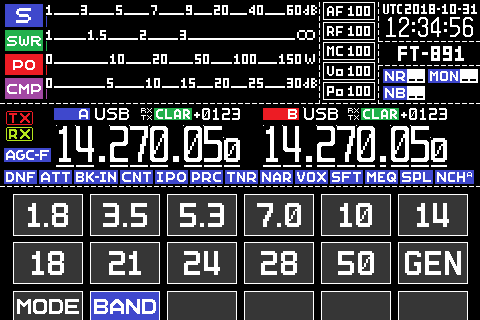 S 1 3 5 7 9 20 40 60dB
SWR 1 1.5 2 3 ∞
PO 0 10 20 50 100 150W
CMP 0 5 10 15 20 25 30dB
AF 100
RF 100
MC 100
Vo 100
Po 100
UTC2018-10-31
12:34:56
FT-891
NR MON
NB
TX
RX
AGC-F
A USB RX TX CLAR +0123
14.270.050
B USB RX TX CLAR +0123
14.270.050
DNF ATT BK-IN CNT IPO PRC TNR NAR VOX SFT MEQ SPL NCHª
1.8 3.5 5.3 7.0 10 14
18 21 24 28 50 GEN
MODE BAND